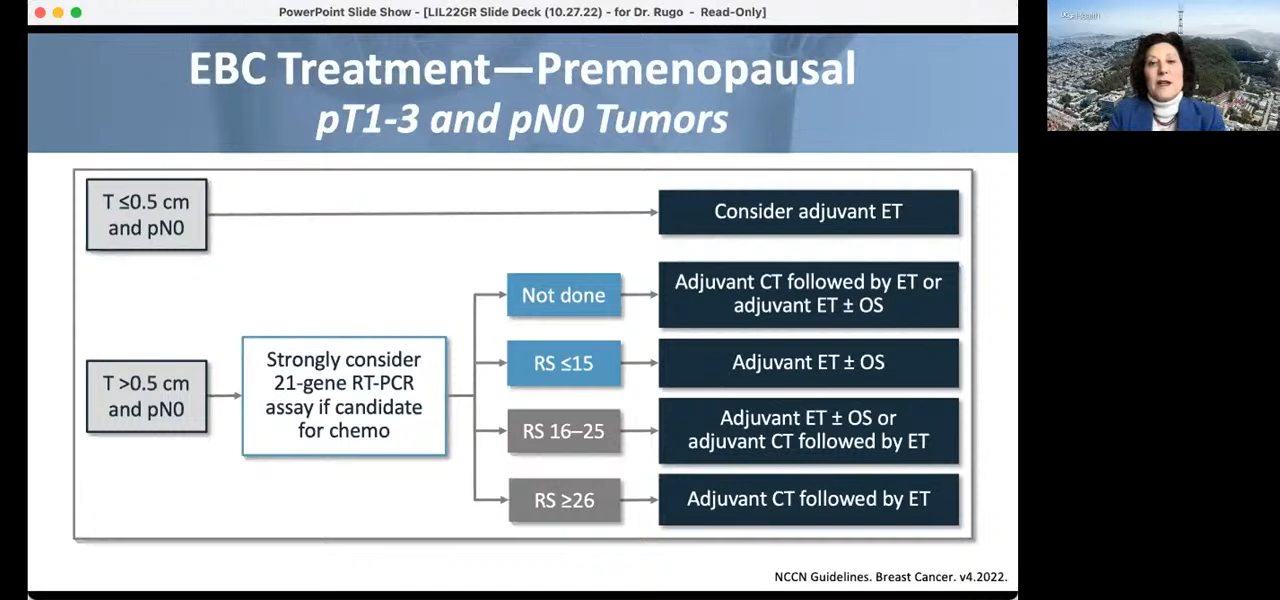 PowerPoint Slide Show - [LIL22GR Slide Deck (10.27.22) - for Dr. Rugo - Read-Only]
EBC Treatment—Premenopausal
pT1-3 and pN0 Tumors
T ≤0.5 cm
and pN0
Consider adjuvant ET
T >0.5 cm
and pN0
Strongly consider
21-gene RT-PCR
assay if candidate
for chemo
Not done
Adjuvant CT followed by ET or
adjuvant ET ± OS
RS ≤15
Adjuvant ET ± OS
RS 16–25
Adjuvant ET ± OS or
adjuvant CT followed by ET
RS ≥26
Adjuvant CT followed by ET
NCCN Guidelines. Breast Cancer. v4.2022.